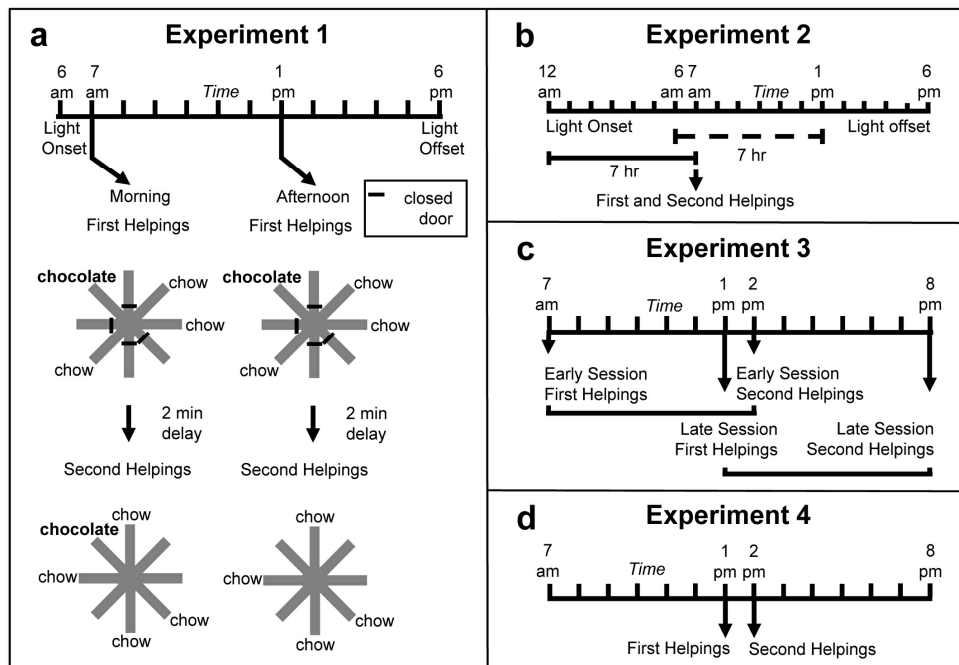 a
Experiment 1
6 7 1 6
am am Time pm pm
Light Light
Onset Offset
Morning Afternoon
First Helpings First Helpings
closed
door
chocolate chow chocolate chow
chow chow
chow chow
2 min 2 min
delay delay
Second Helpings Second Helpings
chow chow
chocolate
chow chow
chow chow
chow chow
b
Experiment 2
12 6 7 1 6
am am am Time pm pm
Light Onset Light offset
7 hr
7 hr
First and Second Helpings
c
Experiment 3
7 1 2 8
am Time pm pm pm
Early Session Early Session
First Helpings Second Helpings
Late Session Late Session
First Helpings Second Helpings
d
Experiment 4
7 1 2 8
am Time pm pm pm
First Helpings Second Helpings